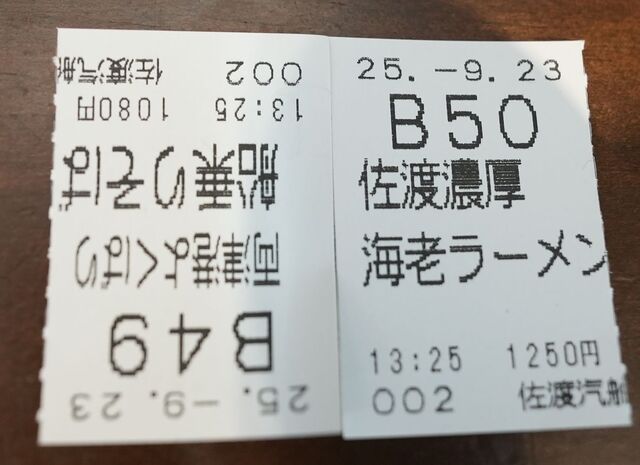 25.-9.23
B49
両津港よくばり
船乗りそば
13:25 1080円
002 佐渡汽船
25.-9.23
B50
佐渡濃厚
海老ラーメン
13:25 1250円
002 佐渡汽船